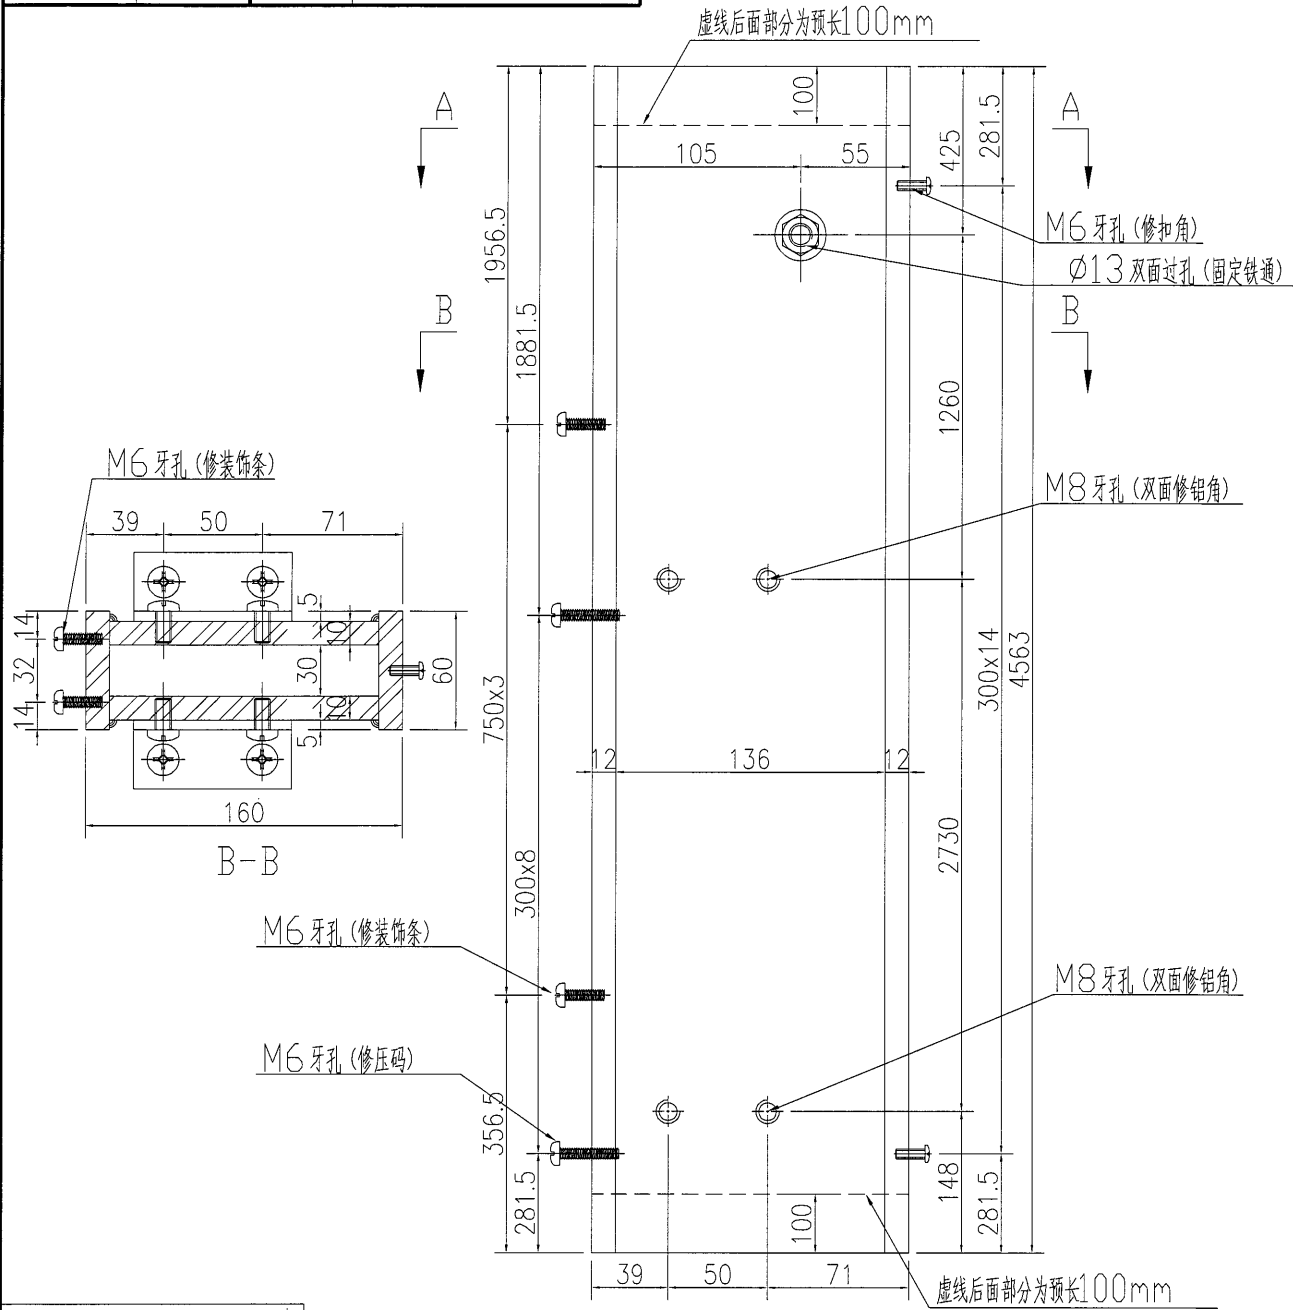 虚线后面部分为预长100mm
A
A
100
105
55
425
281.5
1956.5
1881.5
M6 牙孔 (修扣角)
Ø13 双面过孔 (固定铁通)
B
B
1260
M6 牙孔 (修装饰条)
39
50
71
M8 牙孔 (双面修铝角)
14
32
14
5
10
30
10
5
60
160
B-B
750x3
300x8
12
136
12
300x14
4563
2730
M6 牙孔 (修装饰条)
M8 牙孔 (双面修铝角)
M6 牙孔 (修压码)
356.5
281.5
148
281.5
100
39
50
71
虚线后面部分为预长100mm